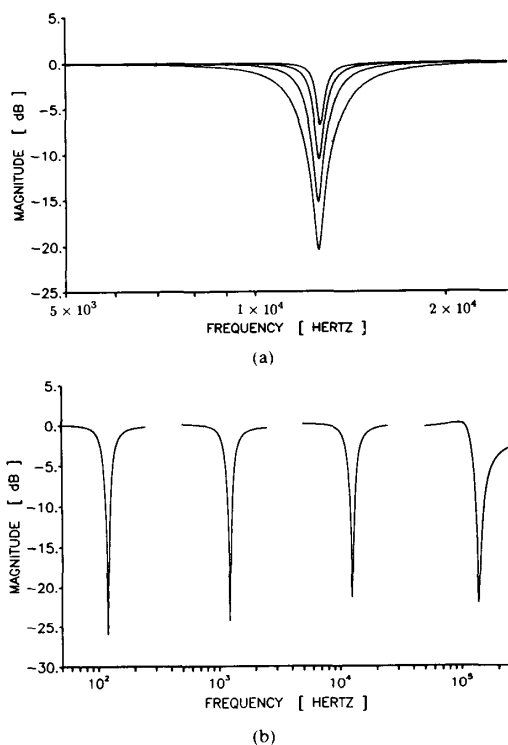 5.
0.
−5.
−10.
−15.
−20.
−25.
MAGNITUDE [ dB ]
5 × 10³
1 × 10⁴
2 × 10⁴
FREQUENCY [ HERTZ ]
(a)
5.
0.
−5.
−10.
−15.
−20.
−25.
−30.
MAGNITUDE [ dB ]
10²
10³
10⁴
10⁵
FREQUENCY [ HERTZ ]
(b)